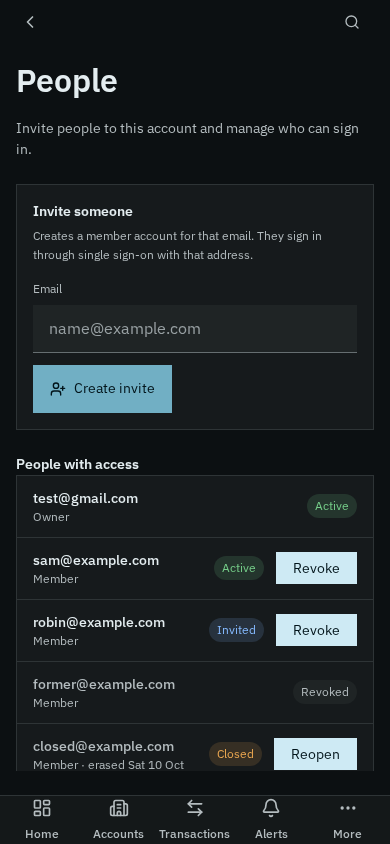 People
Invite people to this account and manage who can sign
in.
Invite someone
Creates a member account for that email. They sign in
through single sign-on with that address.
Email
name@example.com
Create invite
People with access
test@gmail.com
Owner
Active
sam@example.com
Member
Active
Revoke
robin@example.com
Member
Invited
Revoke
former@example.com
Member
Revoked
closed@example.com
Member · erased Sat 10 Oct
Closed
Reopen
Home
Accounts
Transactions
Alerts
More